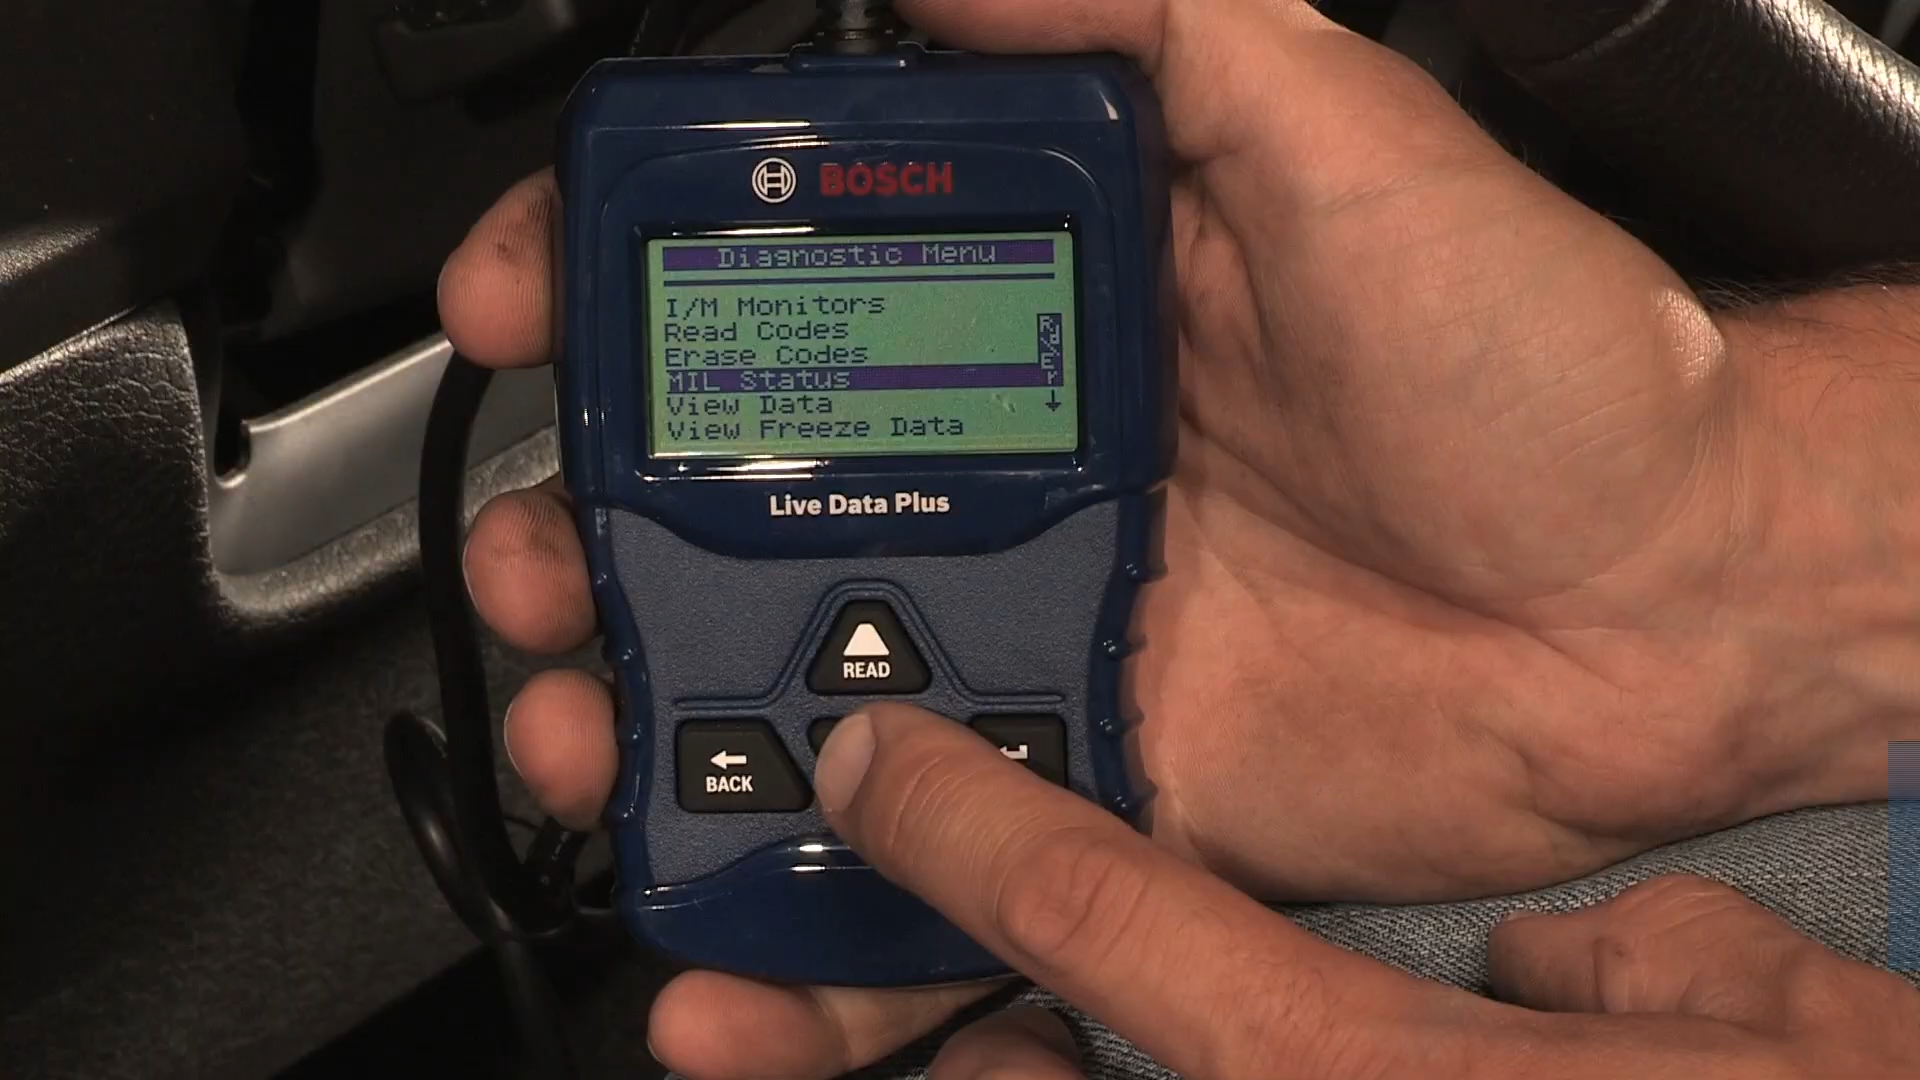 BOSCH
Diagnostic Menu
I/M Monitors
Read Codes
Erase Codes
MIL Status
View Data
View Freeze Data
Live Data Plus
READ
BACK